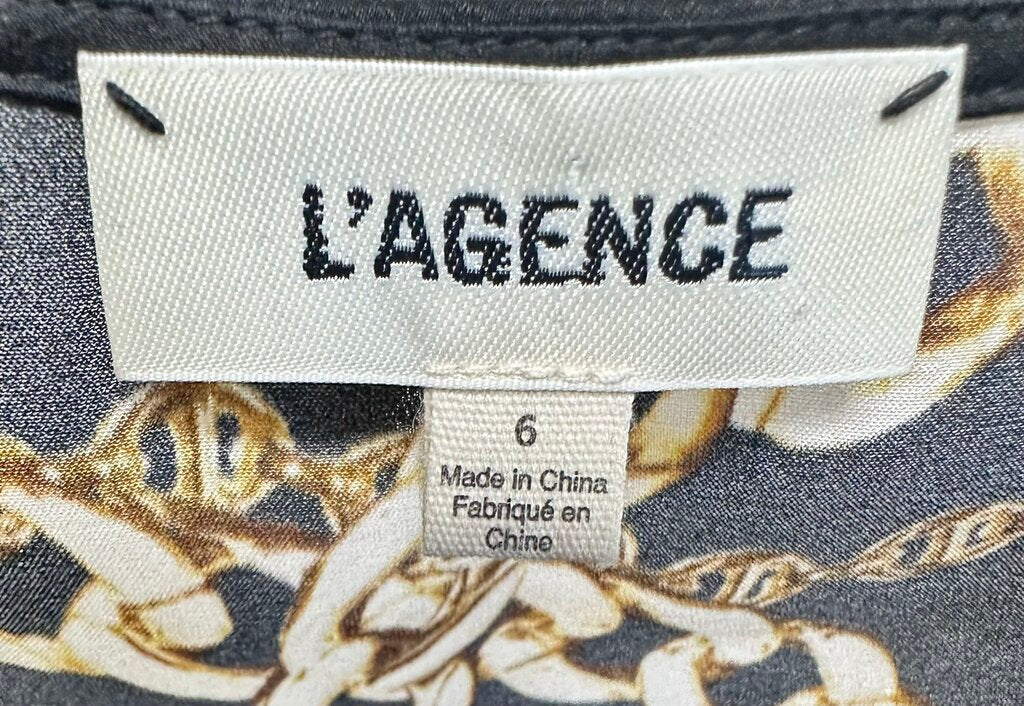 L'AGENCE
6
Made in China
Fabriqué en
Chine